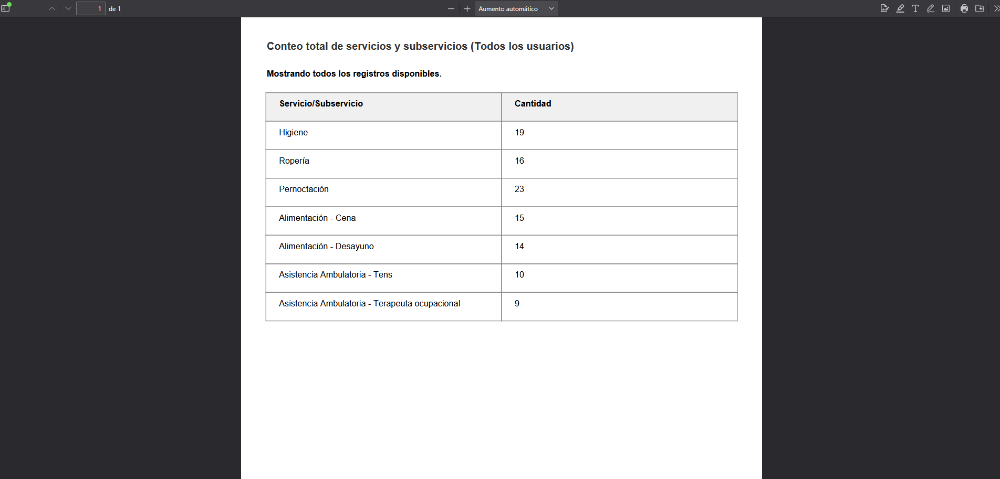 1 de 1
Aumento automático
Conteo total de servicios y subservicios (Todos los usuarios)
Mostrando todos los registros disponibles.
Servicio/Subservicio Cantidad
Higiene 19
Ropería 16
Pernoctación 23
Alimentación - Cena 15
Alimentación - Desayuno 14
Asistencia Ambulatoria - Tens 10
Asistencia Ambulatoria - Terapeuta ocupacional 9